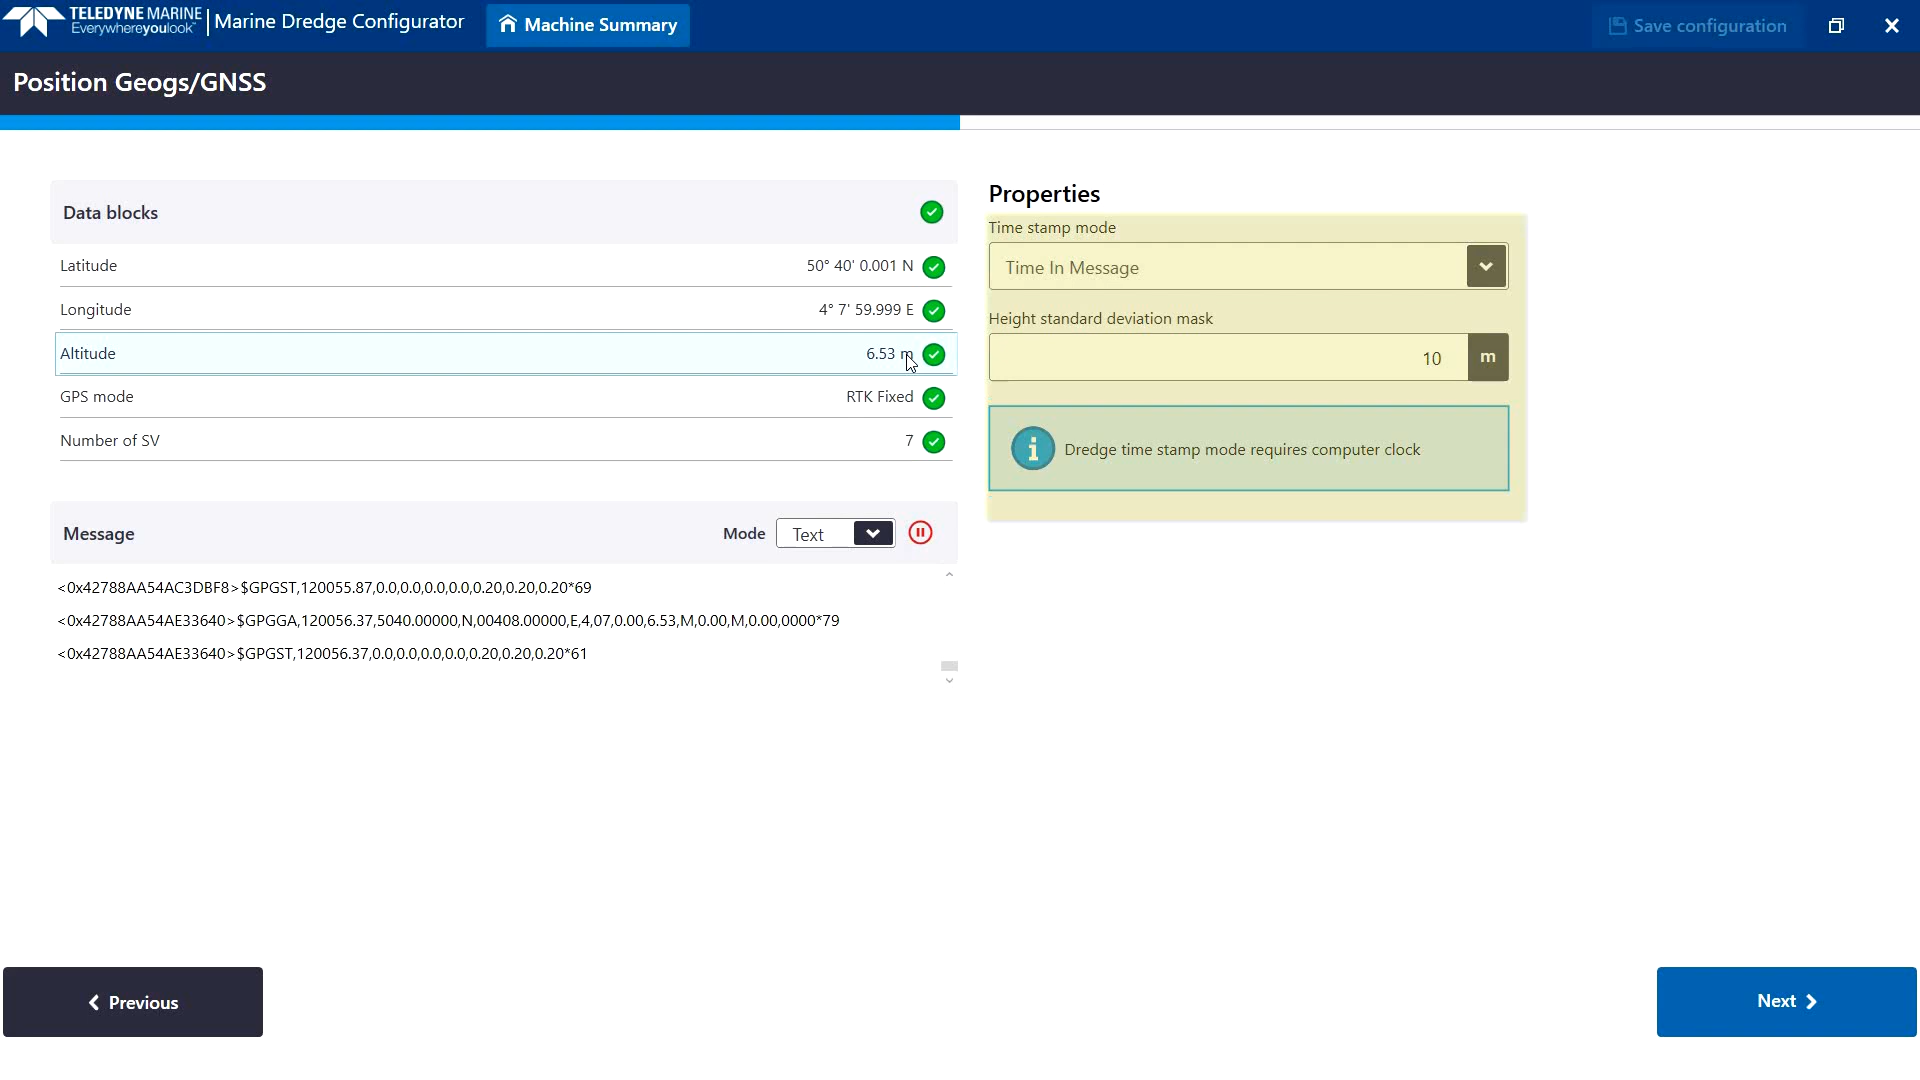 TELEDYNE MARINE
Everywhereyoulook™
Marine Dredge Configurator
Machine Summary
Save configuration
Position Geogs/GNSS
Data blocks
Latitude 50° 40' 0.001 N
Longitude 4° 7' 59.999 E
Altitude 6.53 m
GPS mode RTK Fixed
Number of SV 7
Message Mode Text
<0x42788AA54AC3DBF8>$GPGST,120055.87,0.0,0.0,0.0,0.0,0.20,0.20,0.20*69
<0x42788AA54AE33640>$GPGGA,120056.37,5040.00000,N,00408.00000,E,4,07,0.00,6.53,M,0.00,M,0.00,0000*79
<0x42788AA54AE33640>$GPGST,120056.37,0.0,0.0,0.0,0.0,0.20,0.20,0.20*61
Properties
Time stamp mode
Time In Message
Height standard deviation mask
10 m
Dredge time stamp mode requires computer clock
Previous
Next